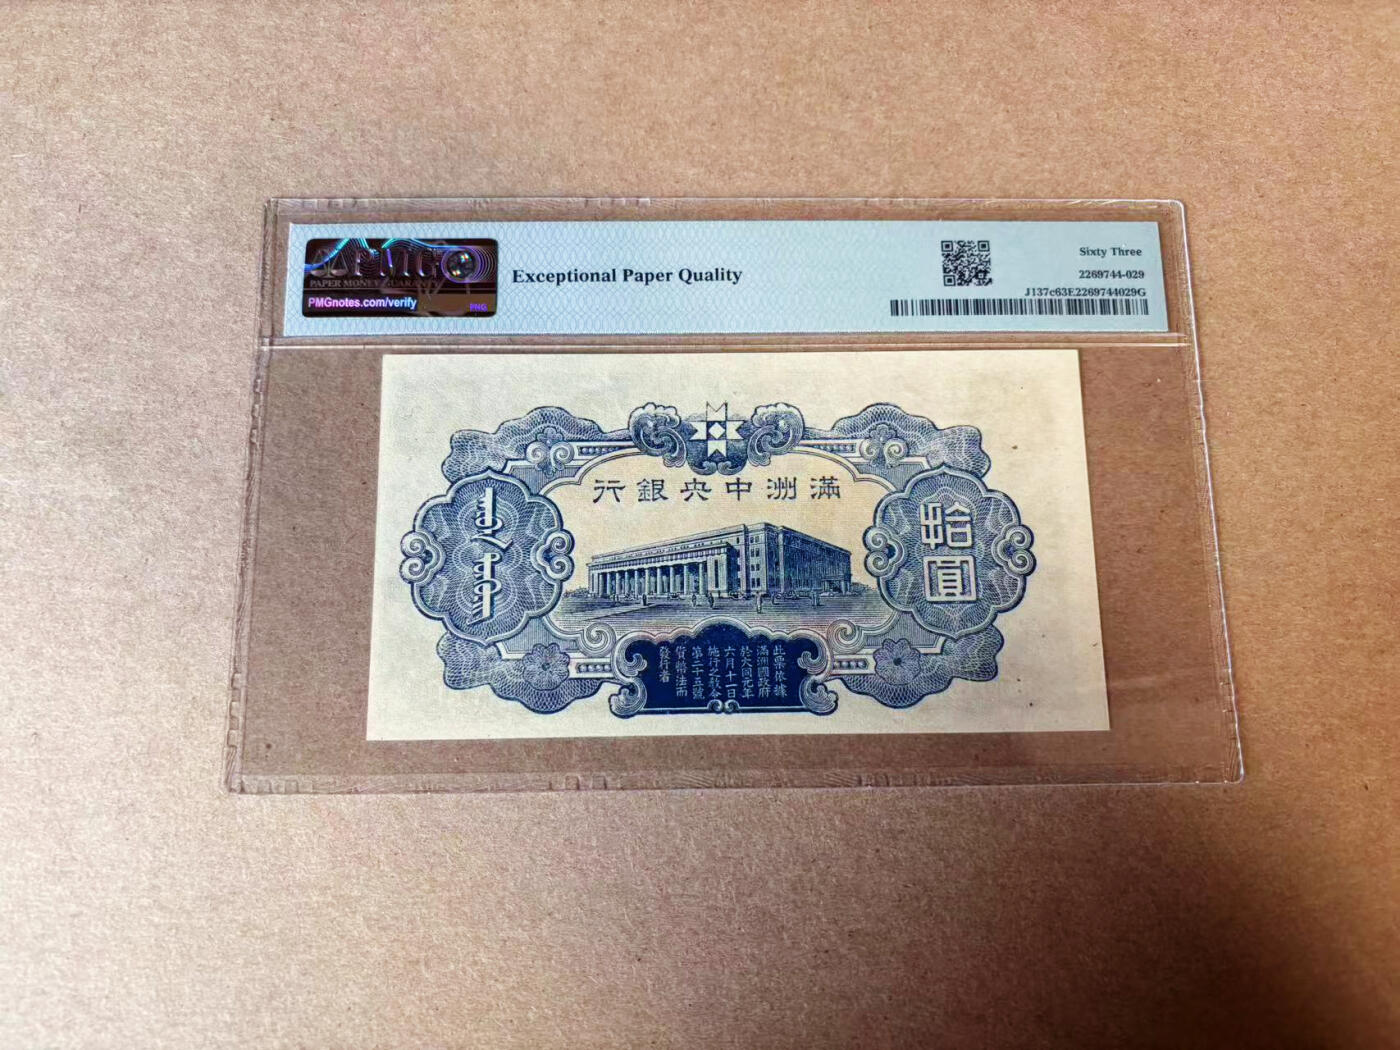 PMG
PAPER MONEY GUARANTY
PMGnotes.com/verify
PNG
Exceptional Paper Quality
Sixty Three
2269744-029
J137c63E2269744029G
滿洲中央銀行
拾圓
此票依據
滿洲國政府
於大同元年
六月十一日
施行之敎令
第二十五號
貨幣法而
發行者